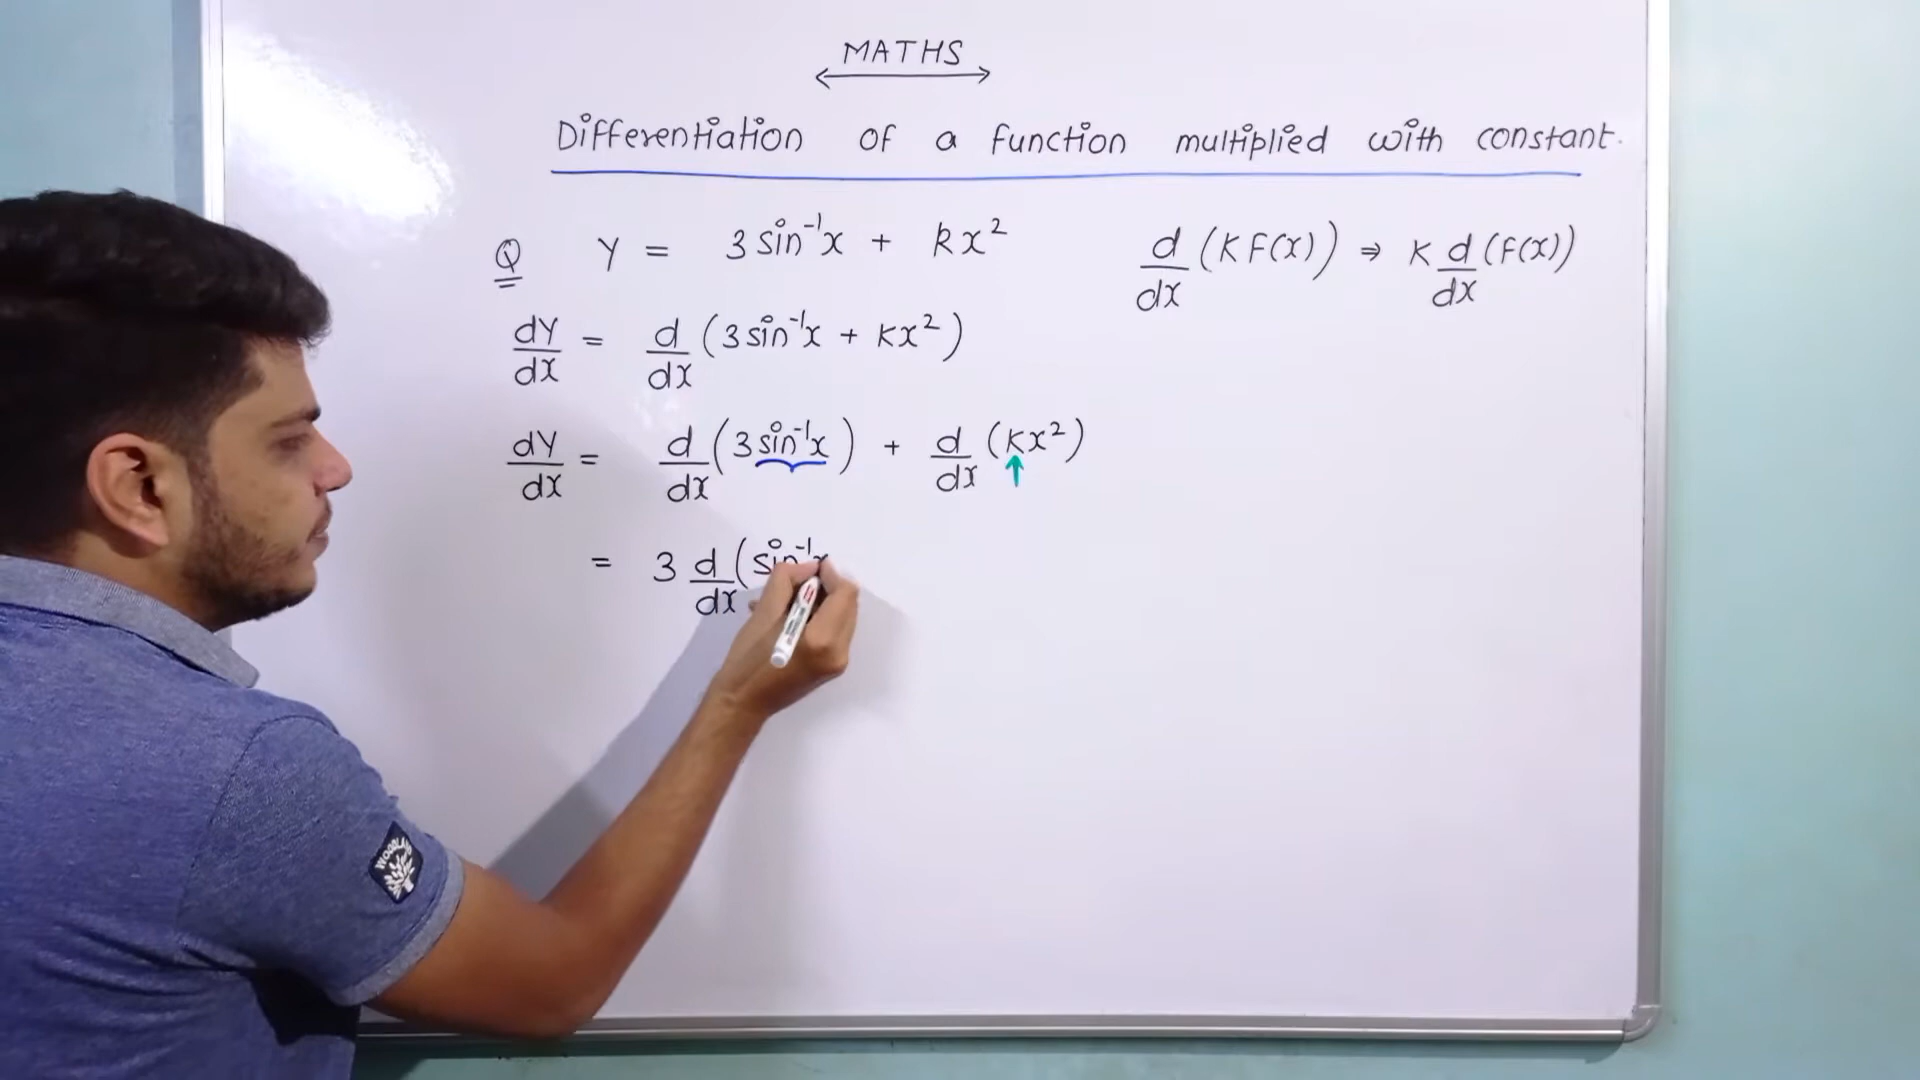 MATHS
Differentiation of a function multiplied with constant.
Q Y = 3 sin⁻¹x + kx² d/dx (K F(x)) ⇒ K d/dx (F(x))
dY/dx = d/dx (3 sin⁻¹x + Kx²)
dY/dx = d/dx (3 sin⁻¹x) + d/dx (Kx²)
= 3 d/dx (sin⁻¹x
WOODLAND